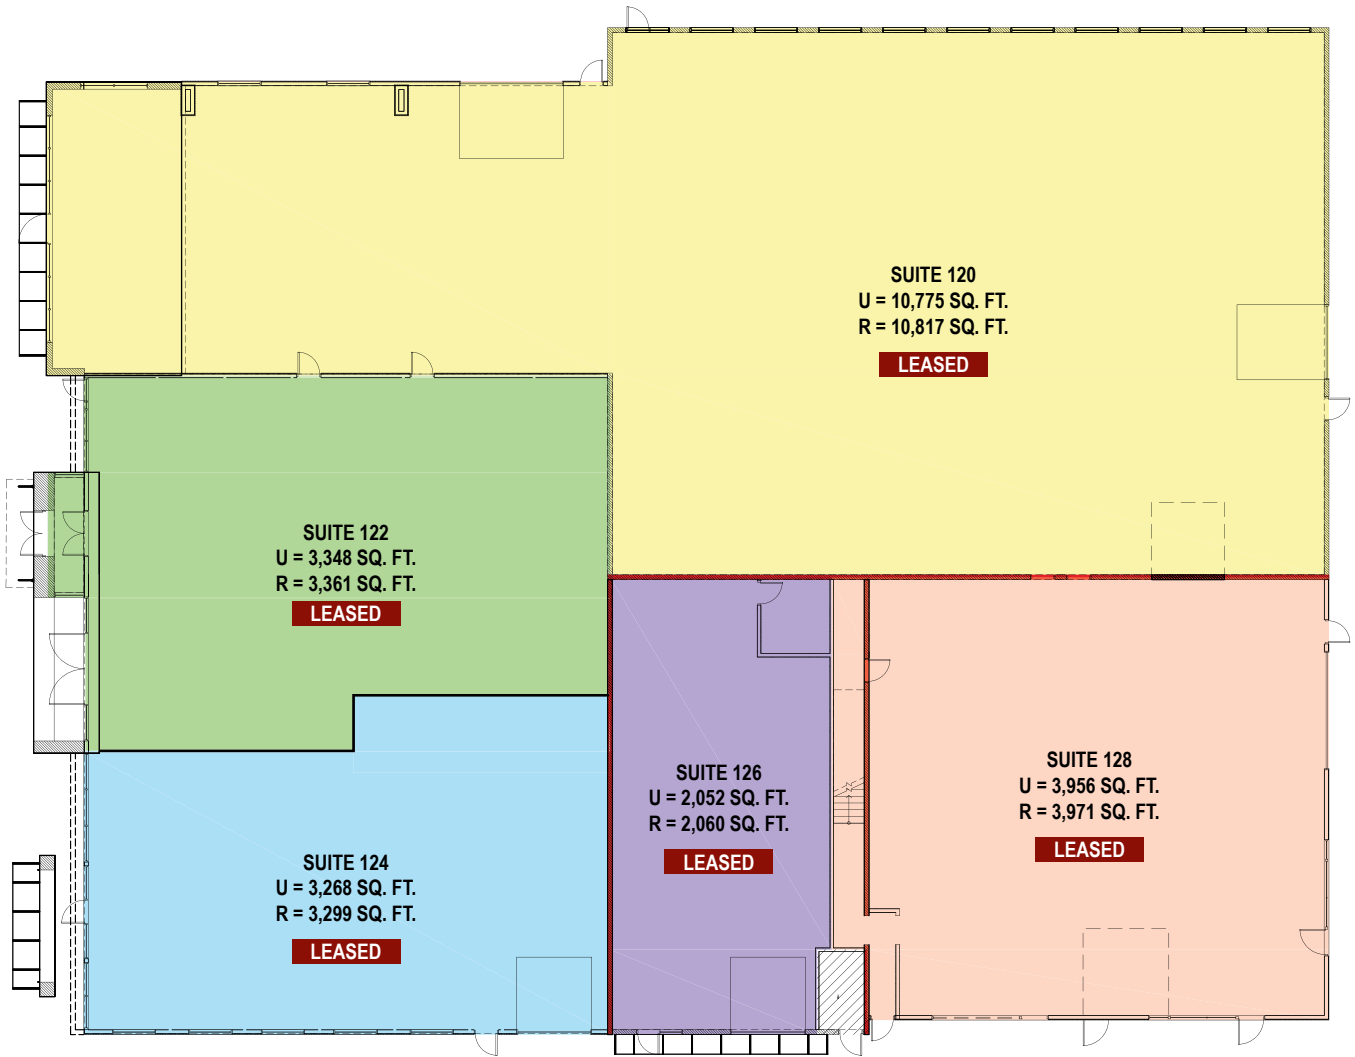 SUITE 120
U = 10,775 SQ. FT.
R = 10,817 SQ. FT.
LEASED
SUITE 122
U = 3,348 SQ. FT.
R = 3,361 SQ. FT.
LEASED
SUITE 124
U = 3,268 SQ. FT.
R = 3,299 SQ. FT.
LEASED
SUITE 126
U = 2,052 SQ. FT.
R = 2,060 SQ. FT.
LEASED
SUITE 128
U = 3,956 SQ. FT.
R = 3,971 SQ. FT.
LEASED